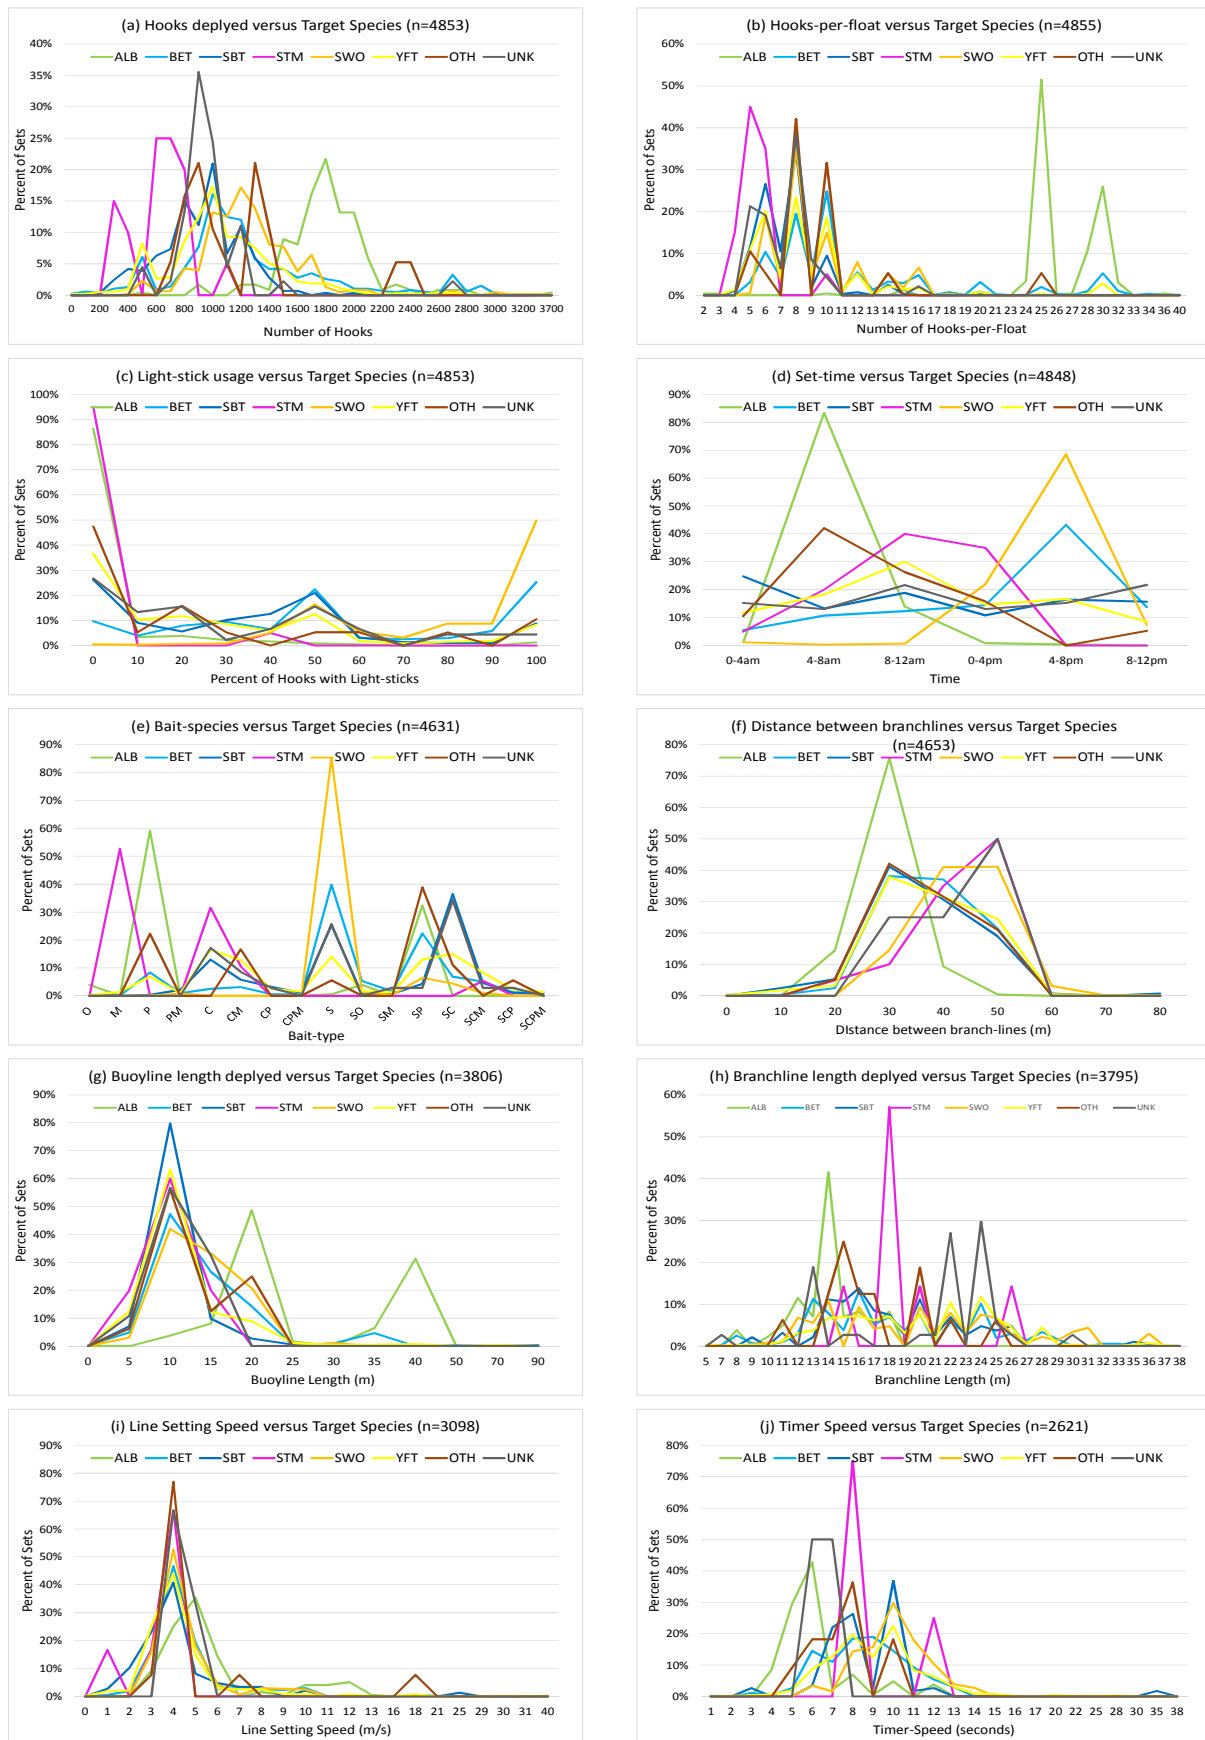 (a) Hooks deplyed versus Target Species (n=4853)
40%
35%
30%
25%
20%
15%
10%
5%
0%
Percent of Sets
ALB BET SBT STM SWO YFT OTH UNK
0 200 400 600 800 1000 1200 1400 1600 1800 2000 2200 2400 2600 2800 3000 3200 3700
Number of Hooks
(b) Hooks-per-float versus Target Species (n=4855)
60%
50%
40%
30%
20%
10%
0%
Percent of Sets
ALB BET SBT STM SWO YFT OTH UNK
2 3 4 5 6 7 8 9 10 11 12 13 14 15 16 17 18 19 20 21 22 23 24 25 26 27 28 30 31 32 33 34 36 40
Number of Hooks-per-Float
(c) Light-stick usage versus Target Species (n=4853)
100%
90%
80%
70%
60%
50%
40%
30%
20%
10%
0%
Percent of Sets
ALB BET SBT STM SWO YFT OTH UNK
0 10 20 30 40 50 60 70 80 90 100
Percent of Hooks with Light-sticks
(d) Set-time versus Target Species (n=4848)
90%
80%
70%
60%
50%
40%
30%
20%
10%
0%
Percent of Sets
ALB BET SBT STM SWO YFT OTH UNK
0-4am 4-8am 8-12am 0-4pm 4-8pm 8-12pm
Time
(e) Bait-species versus Target Species (n=4631)
90%
80%
70%
60%
50%
40%
30%
20%
10%
0%
Percent of Sets
ALB BET SBT STM SWO YFT OTH UNK
O M P PM C CM CP CPM S SO SM SP SC SCM SCP SCPM
Bait-type
(f) Distance between branchlines versus Target Species
(n=4653)
80%
70%
60%
50%
40%
30%
20%
10%
0%
Percent of Sets
ALB BET SBT STM SWO YFT OTH UNK
0 10 20 30 40 50 60 70 80
DIstance between branch-lines (m)
(g) Buoyline length deplyed versus Target Species (n=3806)
90%
80%
70%
60%
50%
40%
30%
20%
10%
0%
Percent of Sets
ALB BET SBT STM SWO YFT OTH UNK
0 5 10 15 20 25 30 35 40 50 70 90
Buoyline Length (m)
(h) Branchline length deplyed versus Target Species (n=3795)
60%
50%
40%
30%
20%
10%
0%
Percent of Sets
ALB BET SBT STM SWO YFT OTH UNK
5 7 8 9 10 11 12 13 14 15 16 17 18 19 20 21 22 23 24 25 26 27 28 29 30 31 32 33 35 36 37 38
Branchline Length (m)
(i) Line Setting Speed versus Target Species (n=3098)
90%
80%
70%
60%
50%
40%
30%
20%
10%
0%
Percent of Sets
ALB BET SBT STM SWO YFT OTH UNK
0 1 2 3 4 5 6 7 8 9 10 11 12 13 16 18 21 25 29 30 31 40
Line Setting Speed (m/s)
(j) Timer Speed versus Target Species (n=2621)
80%
70%
60%
50%
40%
30%
20%
10%
0%
Percent of Sets
ALB BET SBT STM SWO YFT OTH UNK
1 2 3 4 5 6 7 8 9 10 11 12 13 14 15 16 17 20 22 26 28 30 35 38
Timer-Speed (seconds)